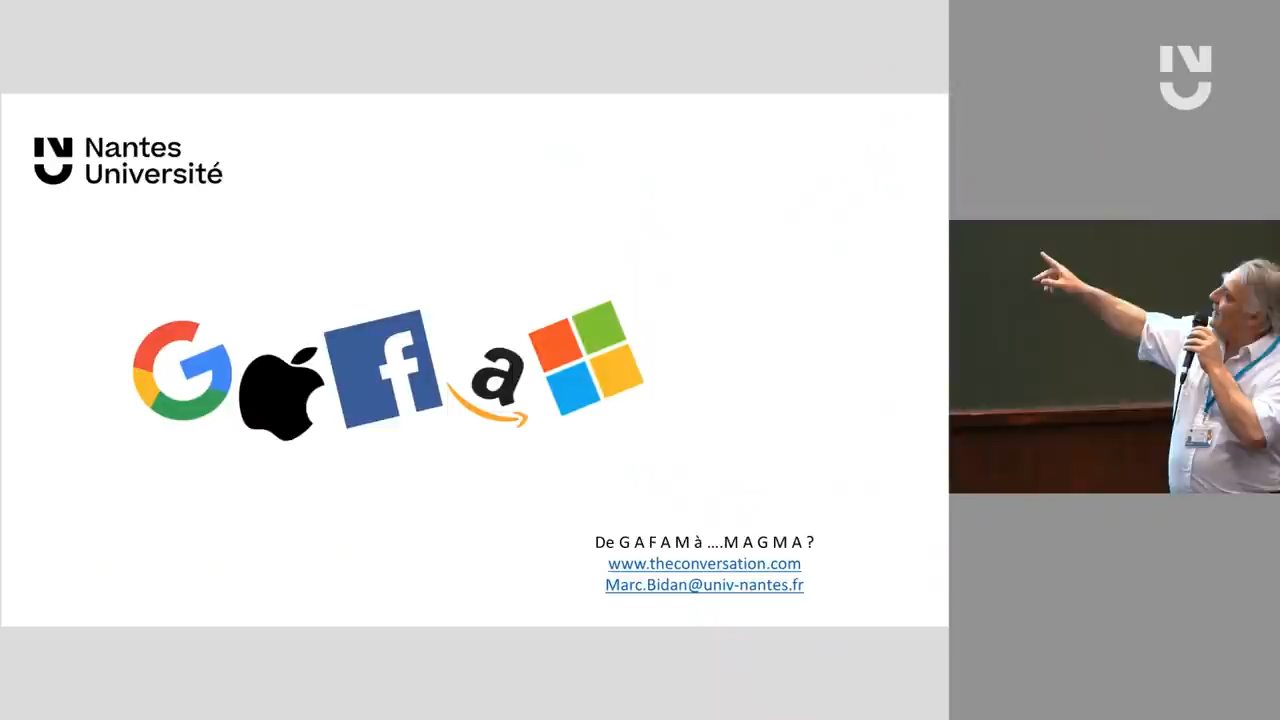 Nantes
Université
De G A F A M à ....M A G M A ?
www.theconversation.com
Marc.Bidan@univ-nantes.fr